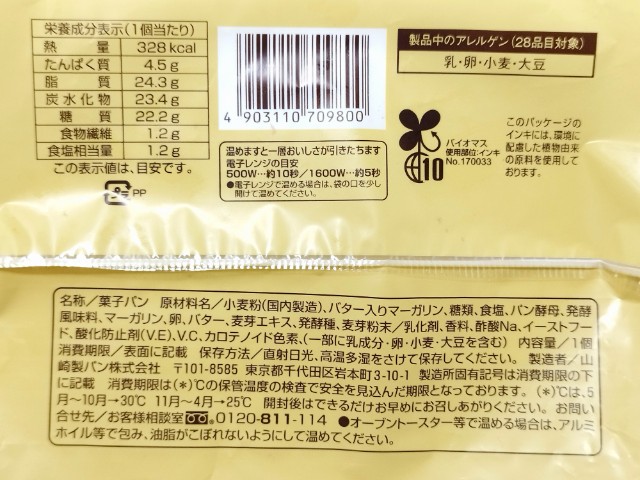 栄養成分表示(1個当たり)
熱量 328kcal
たんぱく質 4.5g
脂質 24.3g
炭水化物 23.4g
糖質 22.2g
食物繊維 1.2g
食塩相当量 1.2g
この表示値は、目安です。
PP
4 903110 709800
温めますと一層おいしさが引きたちます
電子レンジの目安
500W…約10秒/1600W…約5秒
●電子レンジで温める場合は、袋の口を少し
開けて温めてください。
製品中のアレルゲン(28品目対象)
乳・卵・小麦・大豆
10
バイオマス
使用部位:インキ
No.170033
このパッケージの
インキには、環境に
配慮した植物由来
の原料を使用して
おります。
名称/菓子パン 原材料名/小麦粉(国内製造)、バター入りマーガリン、糖類、食塩、パン酵母、発酵
風味料、マーガリン、卵、バター、麦芽エキス、発酵種、麦芽粉末/乳化剤、香料、酢酸Na、イーストフー
ド、酸化防止剤(V.E)、V.C、カロテノイド色素、(一部に乳成分・卵・小麦・大豆を含む) 内容量/1個
消費期限/表面に記載 保存方法/直射日光、高温多湿をさけて保存してください。 製造者/山
崎製パン株式会社 〒101-8585 東京都千代田区岩本町3-10-1 製造所固有記号は消費期限の下
に記載 消費期限は(*)℃の保管温度の検査で安全を見込んだ期限となっております。(*)℃は、5
月~10月→30℃ 11月~4月→25℃ 開封後はできるだけお早めにお召しあがりください。お問い
合せ先/お客様相談室 0120-811-114 ●オーブントースター等で温める場合は、アルミ
ホイル等で包み、油脂がこぼれないようにして温めてください。